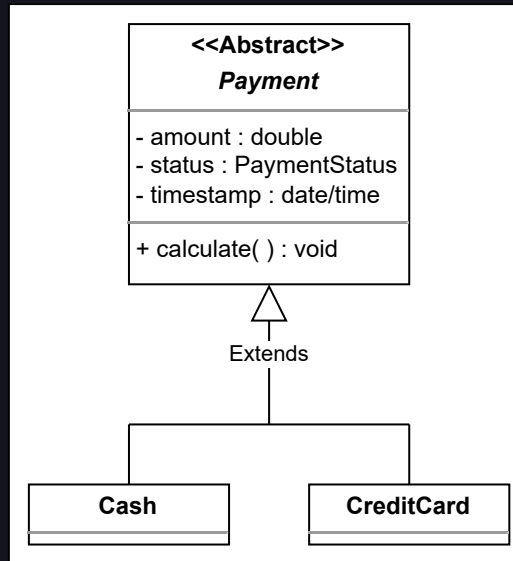 <<Abstract>>
Payment
- amount : double
- status : PaymentStatus
- timestamp : date/time
+ calculate( ) : void
Extends
Cash
CreditCard